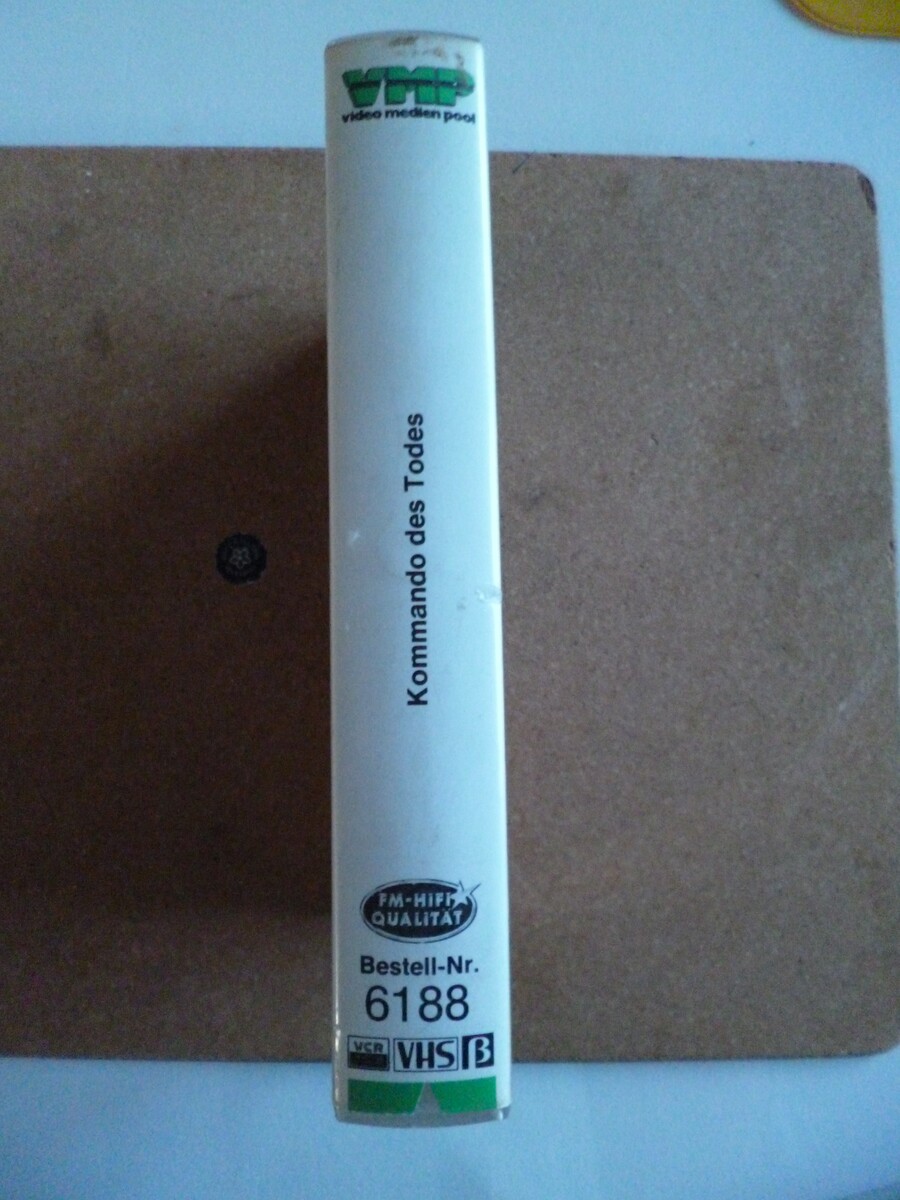 VMP
video medien pool
Kommando des Todes
FM-HiFi
QUALITÄT
Bestell-Nr.
6188
VCR
VHS β